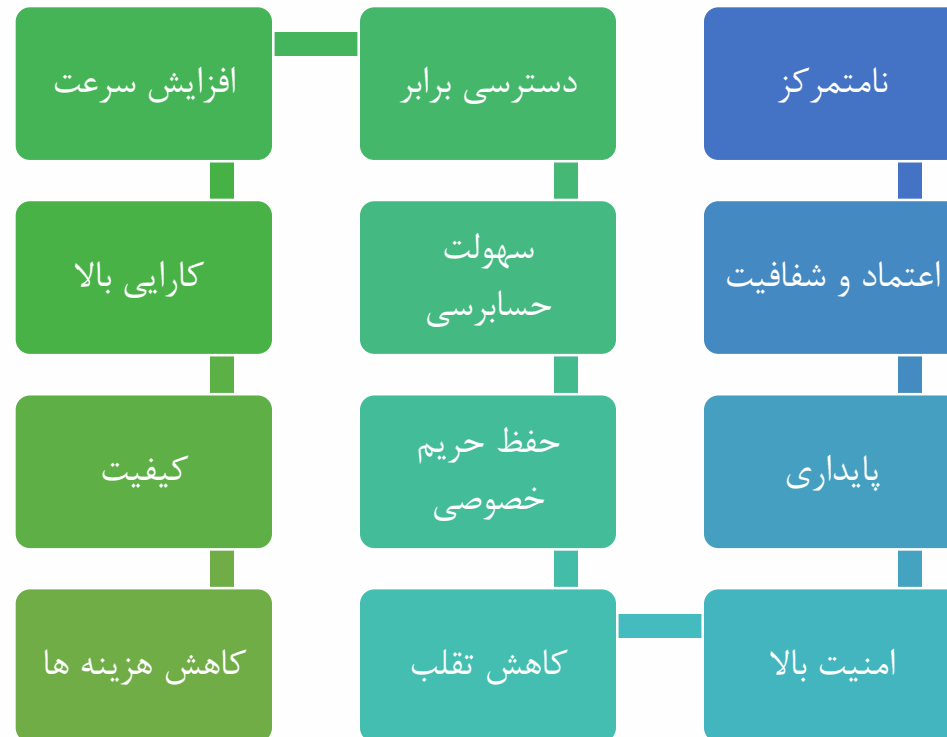 نامتمرکز
اعتماد و شفافیت
پایداری
امنیت بالا
کاهش تقلب
حفظ حریم
خصوصی
سهولت
حسابرسی
دسترسی برابر
افزایش سرعت
کارایی بالا
کیفیت
کاهش هزینه ها